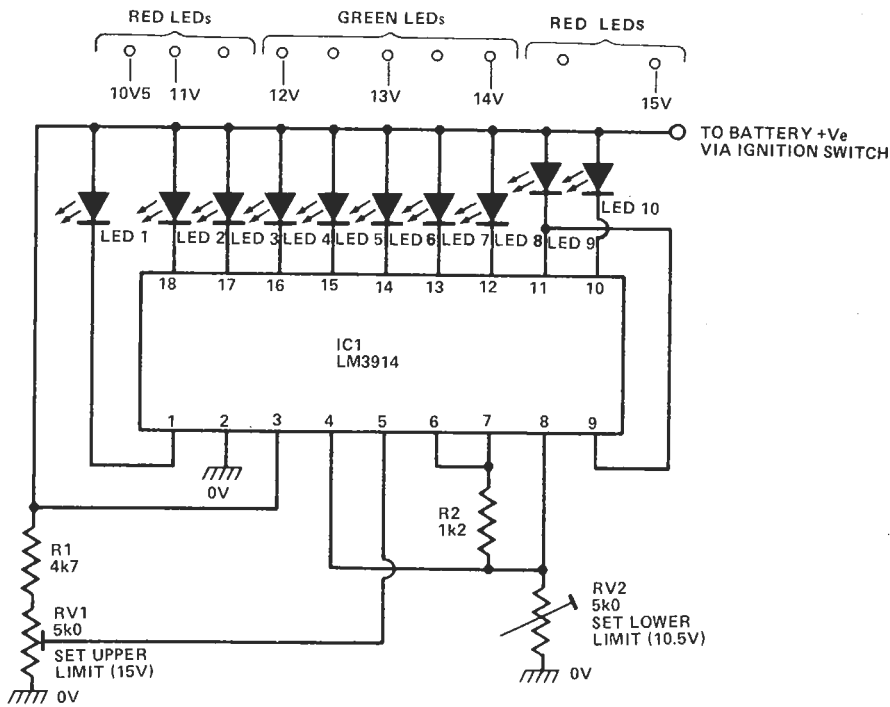 RED LEDs
GREEN LEDs
RED LEDS
10V5
11V
12V
13V
14V
15V
TO BATTERY +Ve
VIA IGNITION SWITCH
LED 1
LED 2
LED 3
LED 4
LED 5
LED 6
LED 7
LED 8
LED 9
LED 10
18
17
16
15
14
13
12
11
10
IC1
LM3914
1
2
3
4
5
6
7
8
9
0V
R1
4k7
R2
1k2
RV1
5k0
SET UPPER
LIMIT (15V)
0V
RV2
5k0
SET LOWER
LIMIT (10.5V)
0V